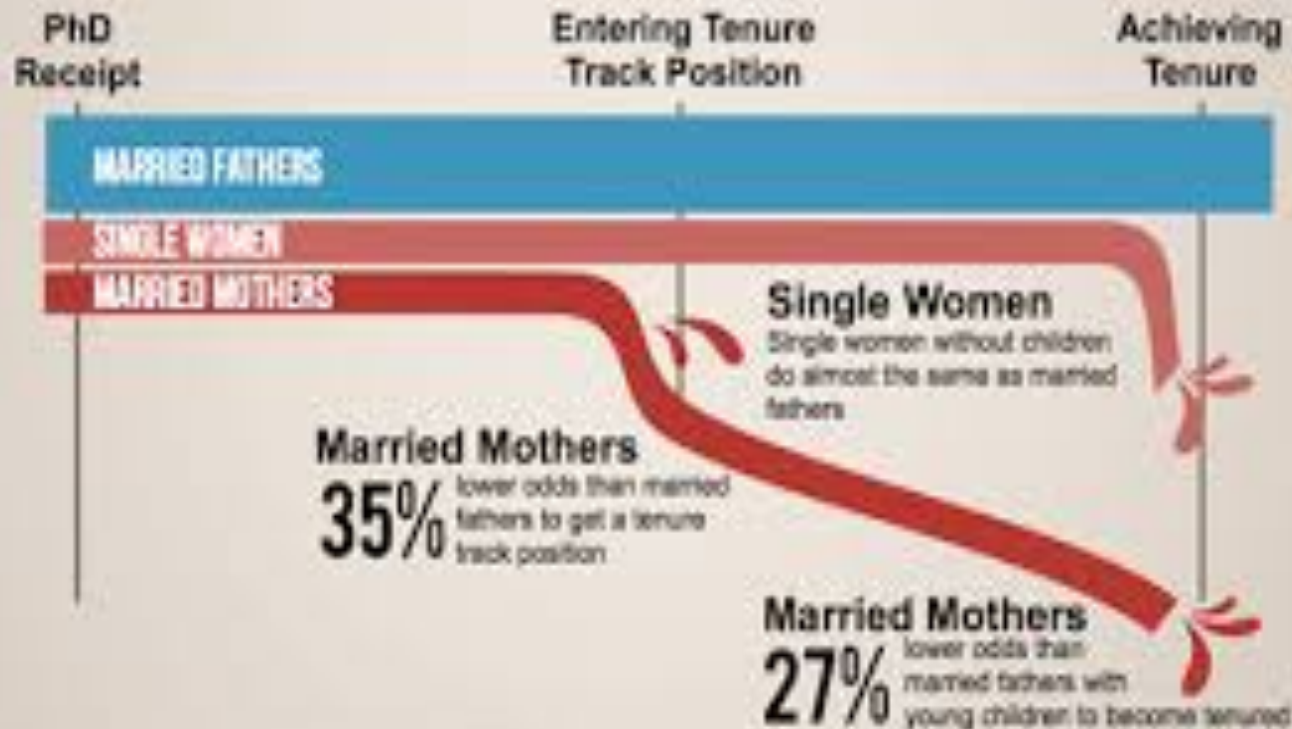 PhD
Receipt
Entering Tenure
Track Position
Achieving
Tenure
MARRIED FATHERS
SINGLE WOMEN
MARRIED MOTHERS
Single Women
Single women without children
do almost the same as married
fathers
Married Mothers
35%
lower odds than married
fathers to get a tenure
track position
Married Mothers
27%
lower odds than
married fathers with
young children to become tenured